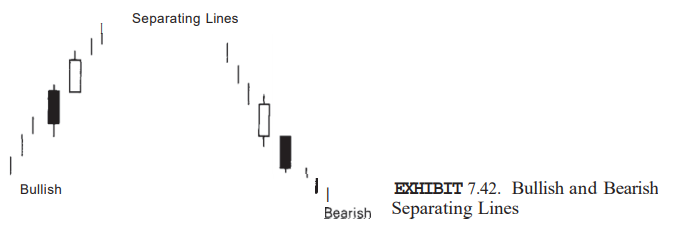 Separating Lines
Bullish
Bearish
EXHIBIT 7.42. Bullish and Bearish
Separating Lines